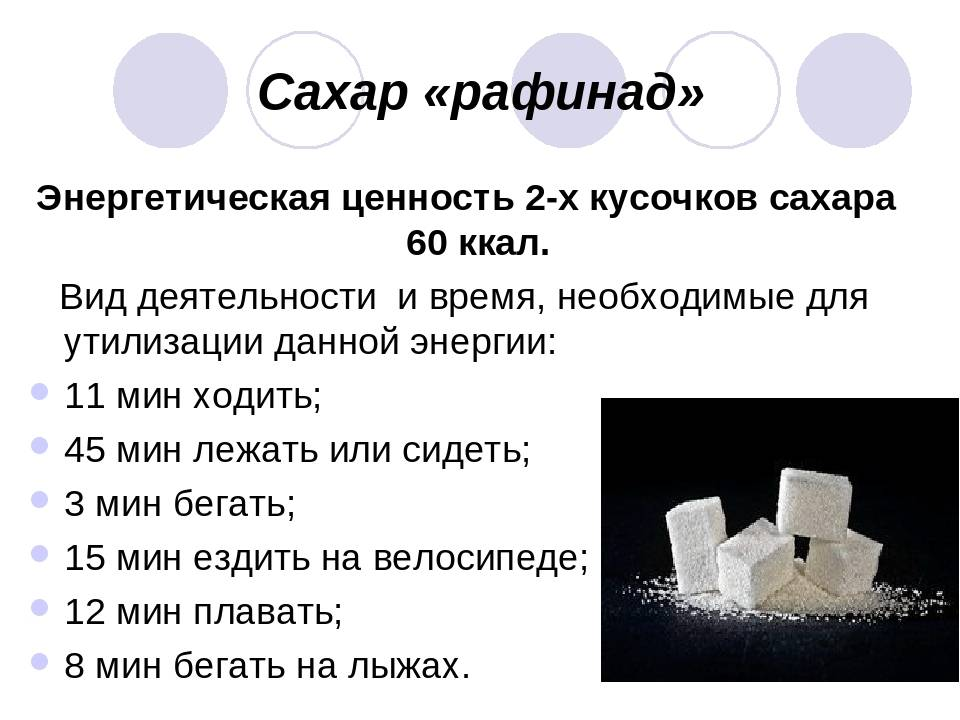 Сахар «рафинад»
Энергетическая ценность 2-х кусочков сахара
60 ккал.
Вид деятельности и время, необходимые для
утилизации данной энергии:
11 мин ходить;
45 мин лежать или сидеть;
3 мин бегать;
15 мин ездить на велосипеде;
12 мин плавать;
8 мин бегать на лыжах.